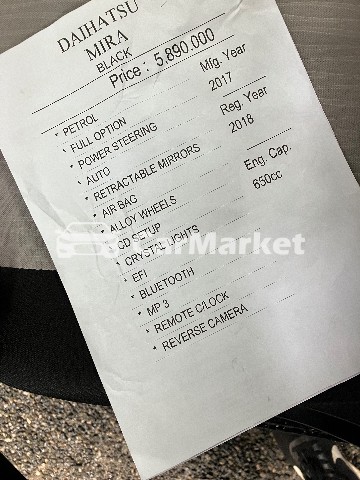 DAIHATSU
MIRA
BLACK
Price : 5,890.000
* PETROL
* FULL OPTION
* POWER STEERING
* AUTO
* RETRACTABLE MIRRORS
* AIR BAG
* ALLOY WHEELS
* CD SETUP
* CRYSTAL LIGHTS
* EFI
* BLUETOOTH
* MP 3
* REMOTE CLOCK
* REVERSE CAMERA
Mfg. Year
2017
Reg. Year
2018
Eng. Cap.
650cc
CarMarket